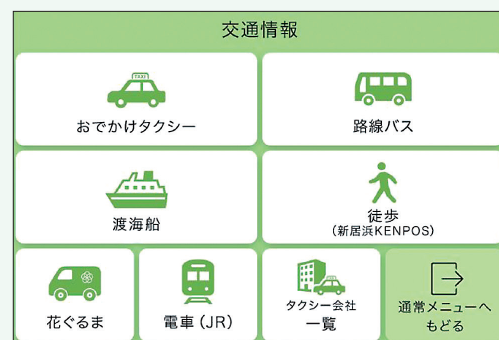 交通情報
TAXI
おでかけタクシー
路線バス
渡海船
徒歩
(新居浜KENPOS)
花ぐるま
電車(JR)
タクシー会社
一覧
通常メニューへ
もどる